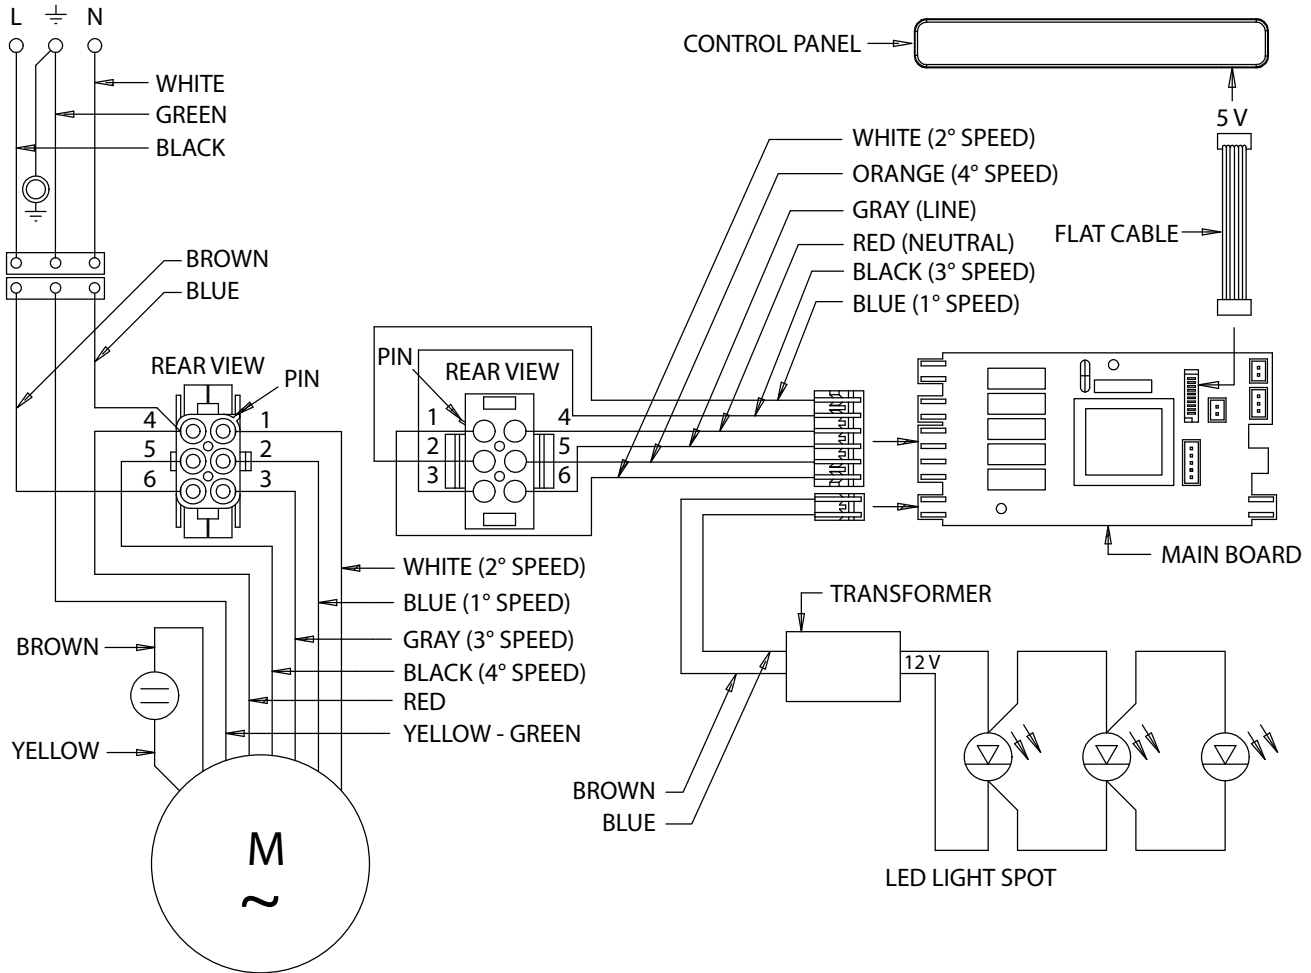 L N
CONTROL PANEL
WHITE
GREEN
BLACK
5 V
WHITE (2° SPEED)
ORANGE (4° SPEED)
GRAY (LINE)
RED (NEUTRAL)
BLACK (3° SPEED)
BLUE (1° SPEED)
FLAT CABLE
BROWN
BLUE
REAR VIEW
PIN
4 1
5 2
6 3
PIN
REAR VIEW
1 4
2 5
3 6
MAIN BOARD
WHITE (2° SPEED)
BLUE (1° SPEED)
GRAY (3° SPEED)
BLACK (4° SPEED)
RED
YELLOW - GREEN
BROWN
YELLOW
M
~
TRANSFORMER
12 V
BROWN
BLUE
LED LIGHT SPOT